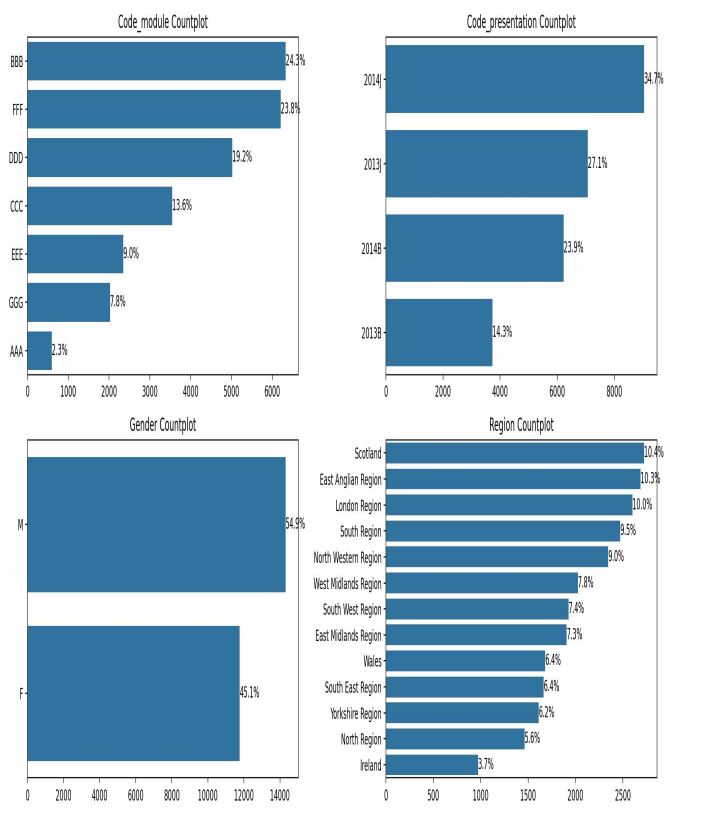 Code_module Countplot
BBB 24.3%
FFF 23.8%
DDD 19.2%
CCC 13.6%
EEE 9.0%
GGG 7.8%
AAA 2.3%
0 1000 2000 3000 4000 5000 6000
Code_presentation Countplot
2014J 34.7%
2013J 27.1%
2014B 23.9%
2013B 14.3%
0 2000 4000 6000 8000
Gender Countplot
M 54.9%
F 45.1%
0 2000 4000 6000 8000 10000 12000 14000
Region Countplot
Scotland 10.4%
East Anglian Region 10.3%
London Region 10.0%
South Region 9.5%
North Western Region 9.0%
West Midlands Region 7.8%
South West Region 7.4%
East Midlands Region 7.3%
Wales 6.4%
South East Region 6.4%
Yorkshire Region 6.2%
North Region 5.6%
Ireland 3.7%
0 500 1000 1500 2000 2500